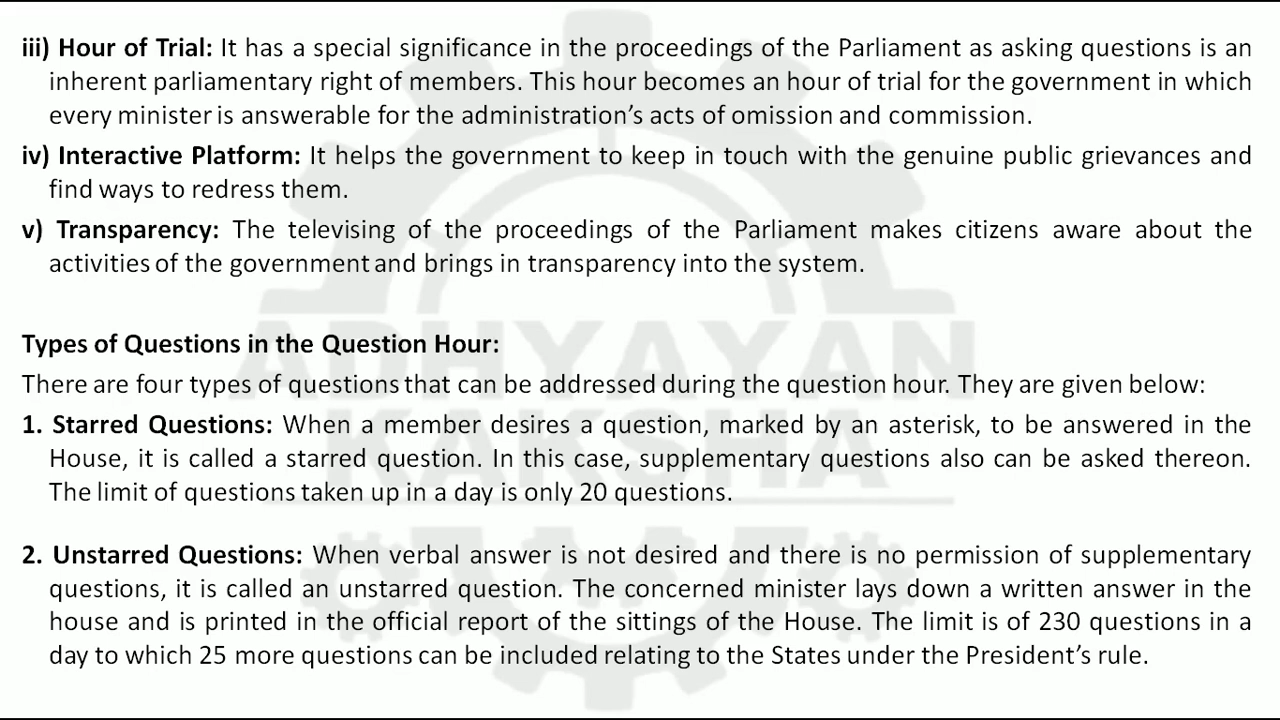 iii) Hour of Trial: It has a special significance in the proceedings of the Parliament as asking questions is an
inherent parliamentary right of members. This hour becomes an hour of trial for the government in which
every minister is answerable for the administration's acts of omission and commission.
iv) Interactive Platform: It helps the government to keep in touch with the genuine public grievances and
find ways to redress them.
v) Transparency: The televising of the proceedings of the Parliament makes citizens aware about the
activities of the government and brings in transparency into the system.
Types of Questions in the Question Hour:
ADHYAYAN
There are four types of questions that can be addressed during the question hour. They are given below:
1. Starred Questions: When a member desires a question, marked by an asterisk, to be answered in the
KAKSHA
House, it is called a starred question. In this case, supplementary questions also can be asked thereon.
The limit of questions taken up in a day is only 20 questions.
2. Unstarred Questions: When verbal answer is not desired and there is no permission of supplementary
questions, it is called an unstarred question. The concerned minister lays down a written answer in the
house and is printed in the official report of the sittings of the House. The limit is of 230 questions in a
day to which 25 more questions can be included relating to the States under the President's rule.